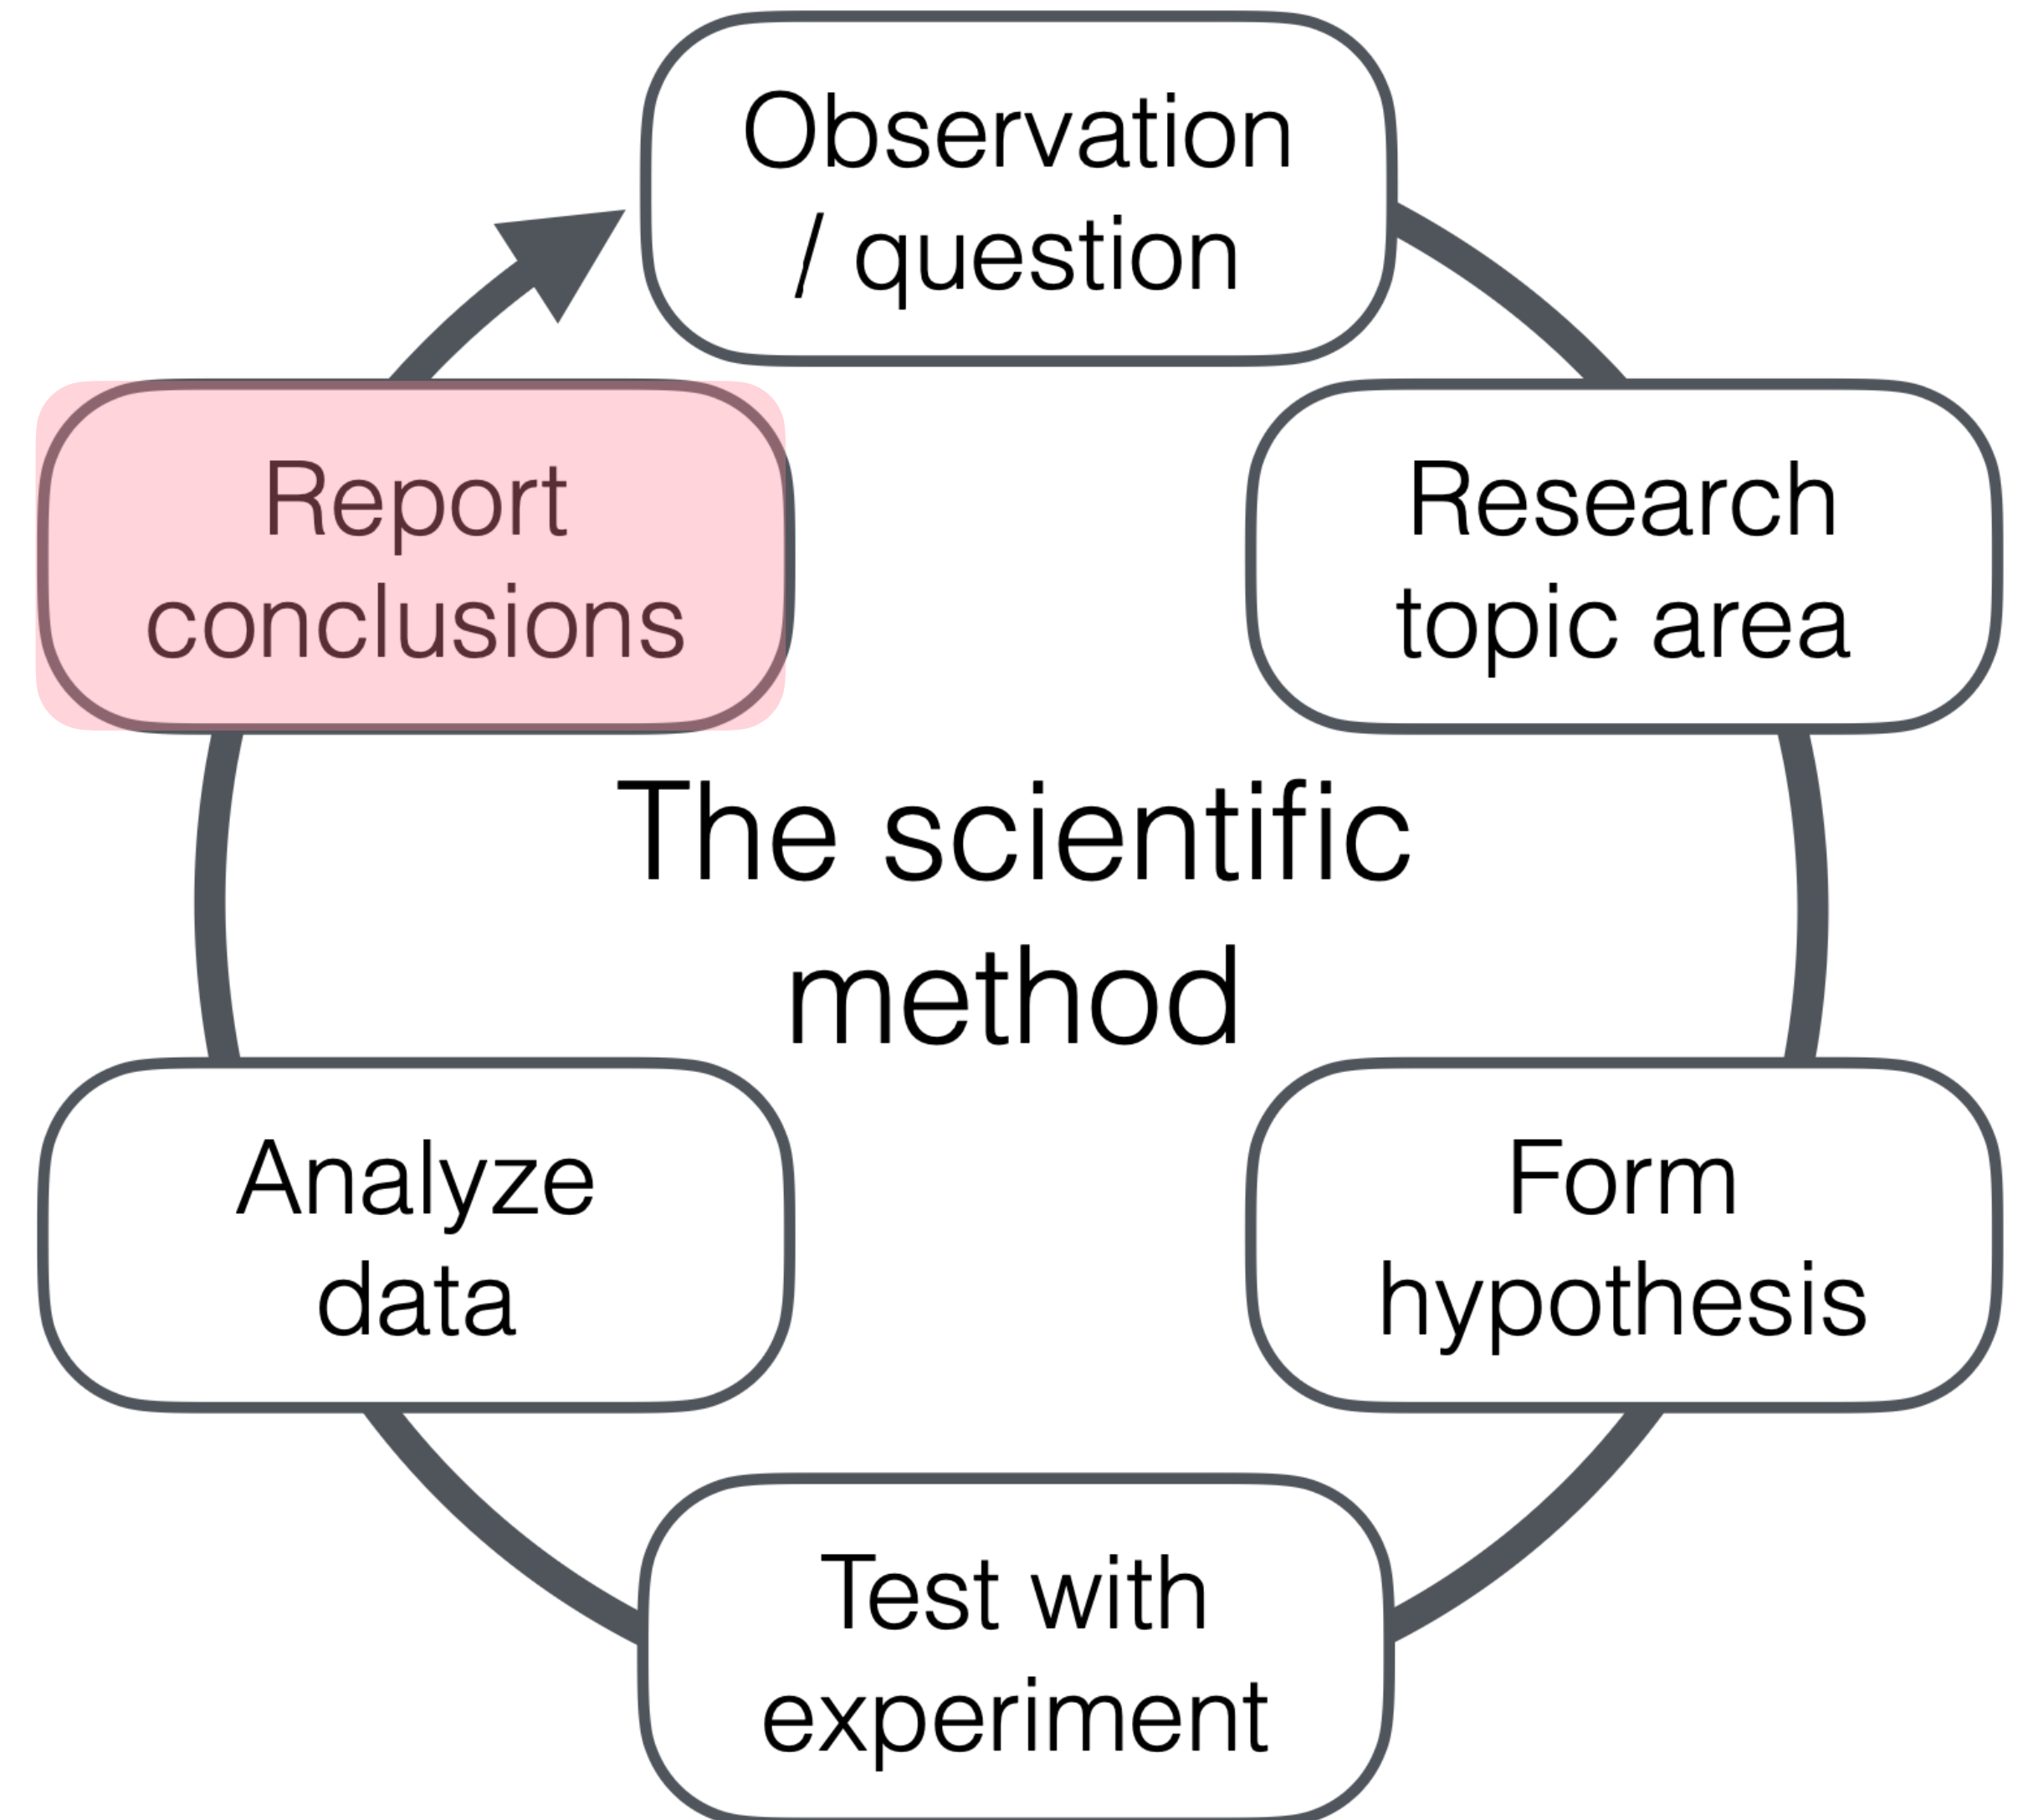 Observation
/ question
Research
topic area
Form
hypothesis
Test with
experiment
Analyze
data
Report
conclusions
The scientific
method